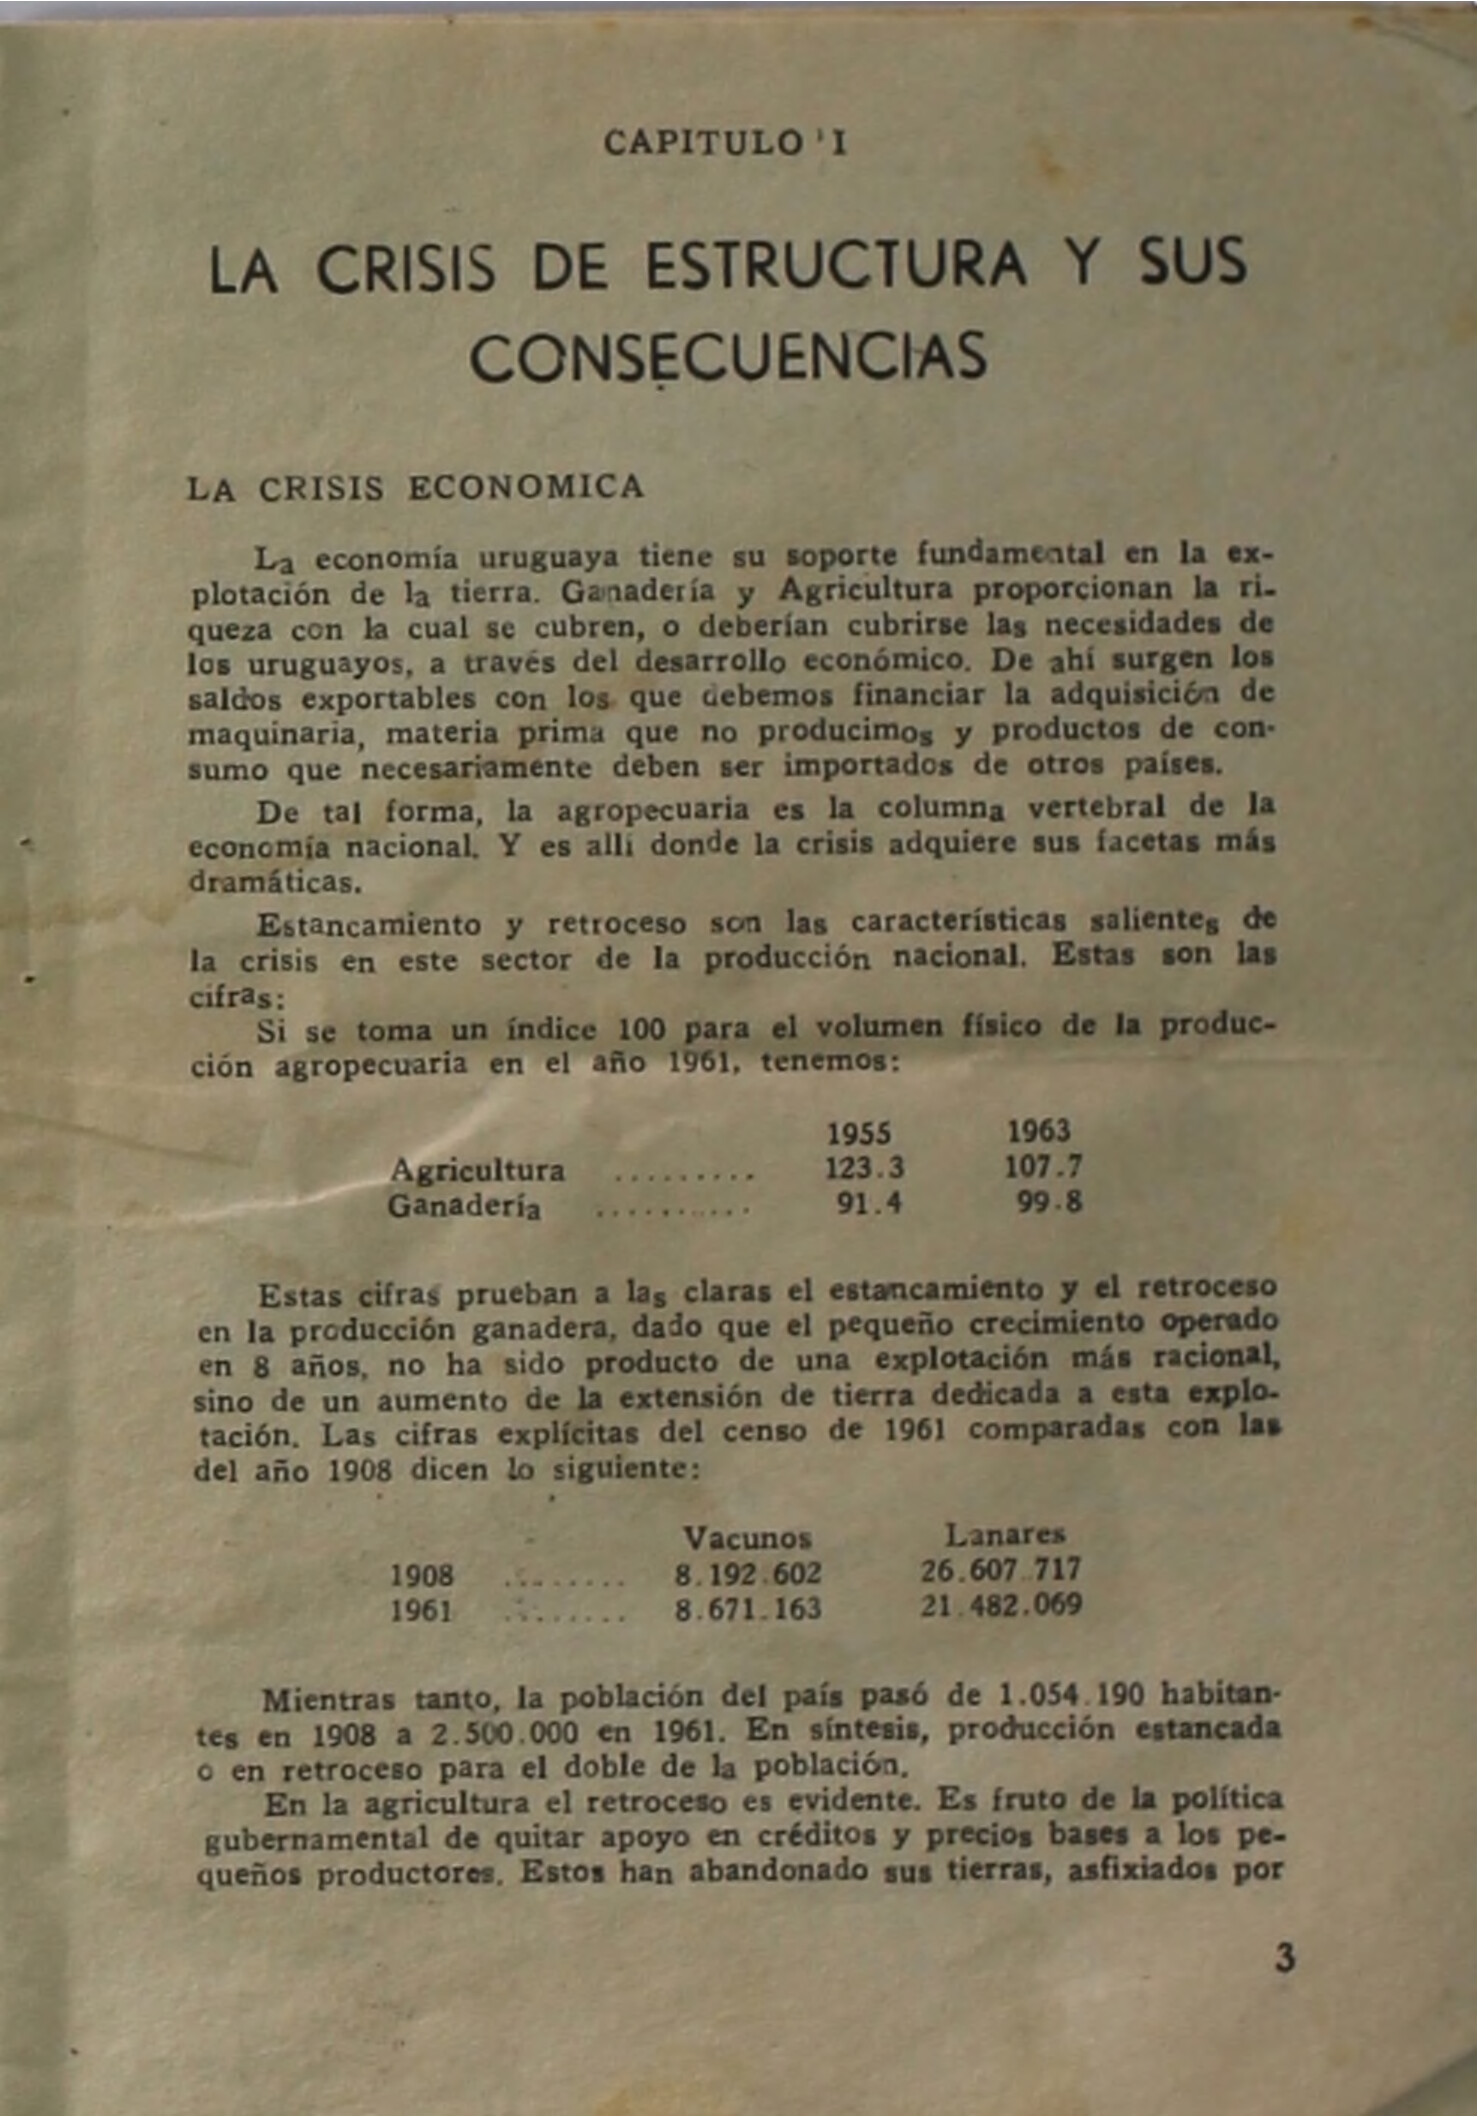 CAPITULO I
LA CRISIS DE ESTRUCTURA Y SUS
CONSECUENCIAS
LA CRISIS ECONOMICA
La economía uruguaya tiene su soporte fundamental en la ex-
plotación de la tierra. Ganadería y Agricultura proporcionan la ri-
queza con la cual se cubren, o deberían cubrirse las necesidades de
los uruguayos, a través del desarrollo económico. De ahí surgen los
saldos exportables con los que debemos financiar la adquisición de
maquinaria, materia prima que no producimos y productos de con-
sumo que necesariamente deben ser importados de otros países.
De tal forma, la agropecuaria es la columna vertebral de la
economía nacional. Y es allí donde la crisis adquiere sus facetas más
dramáticas.
Estancamiento y retroceso son las características salientes de
la crisis en este sector de la producción nacional. Estas son las
cifras:
Si se toma un índice 100 para el volumen físico de la produc-
ción agropecuaria en el año 1961, tenemos:
1955 1963
Agricultura .......... 123.3 107.7
Ganadería ........... 91.4 99.8
Estas cifras prueban a las claras el estancamiento y el retroceso
en la producción ganadera, dado que el pequeño crecimiento operado
en 8 años, no ha sido producto de una explotación más racional,
sino de un aumento de la extensión de tierra dedicada a esta explo-
tación. Las cifras explícitas del censo de 1961 comparadas con las
del año 1908 dicen lo siguiente:
Vacunos Lanares
1908 ........ 8.192.602 26.607.717
1961 ........ 8.671.163 21.482.069
Mientras tanto, la población del país pasó de 1.054.190 habitan-
tes en 1908 a 2.500.000 en 1961. En síntesis, producción estancada
o en retroceso para el doble de la población.
En la agricultura el retroceso es evidente. Es fruto de la política
gubernamental de quitar apoyo en créditos y precios bases a los pe-
queños productores. Estos han abandonado sus tierras, asfixiados por
3